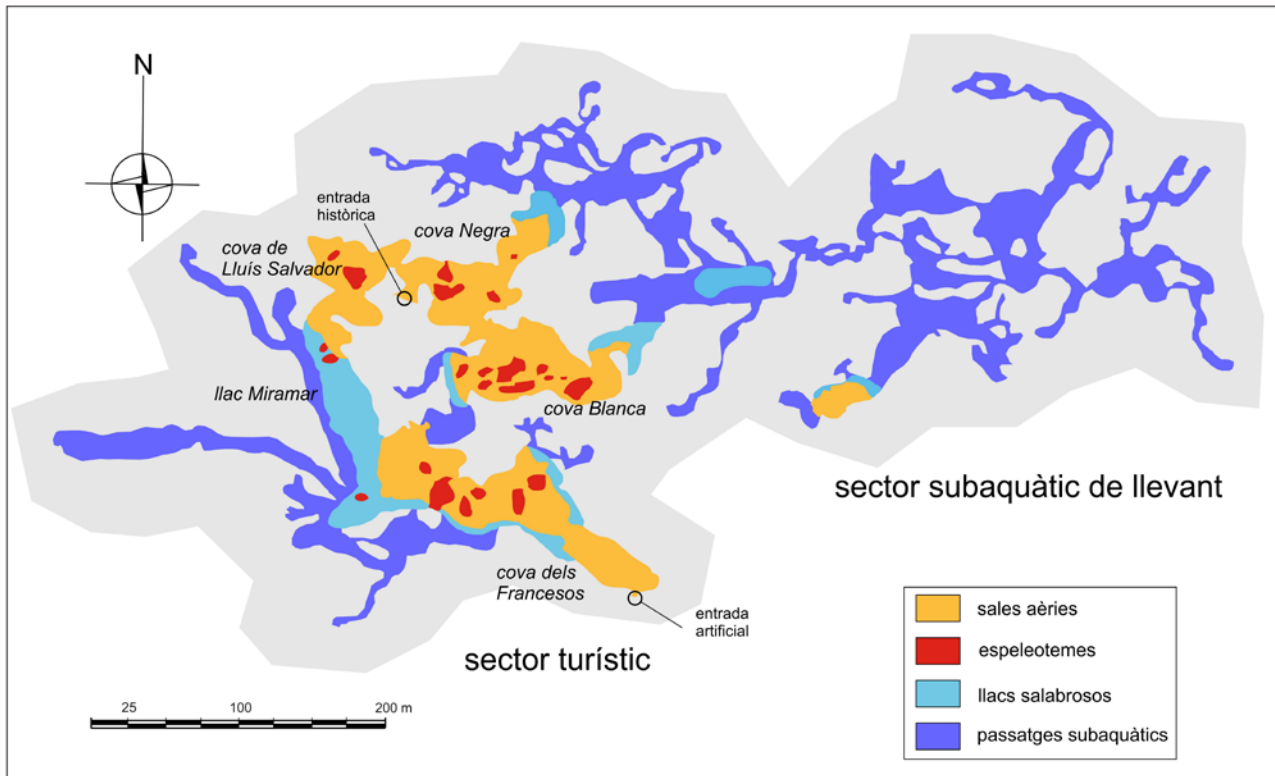 N
entrada
històrica
cova Negra
cova de
Lluís Salvador
llac Miramar
cova Blanca
sector subaquàtic de llevant
cova dels
Francesos
entrada
artificial
sector turístic
25 100 200 m
sales aèries
espeleotemes
llacs salabrosos
passatges subaquàtics